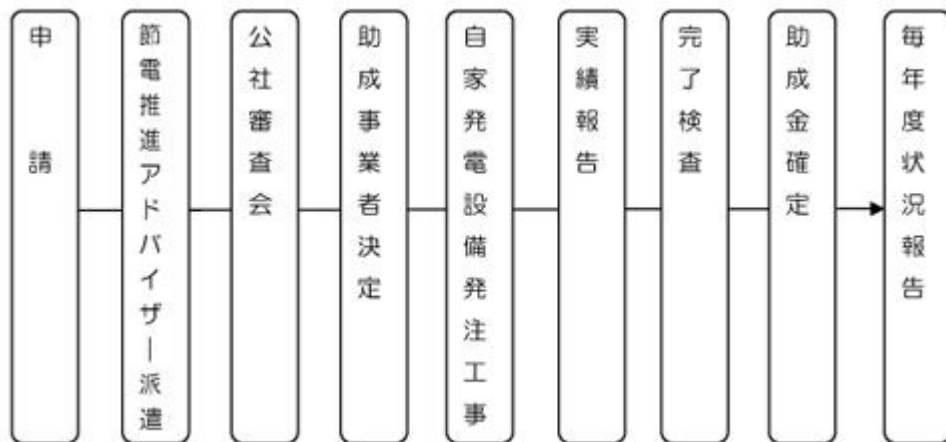 申請
節電推進アドバイザー派遣
公社審査会
助成事業者決定
自家発電設備発注工事
実績報告
完了検査
助成金確定
毎年度状況報告